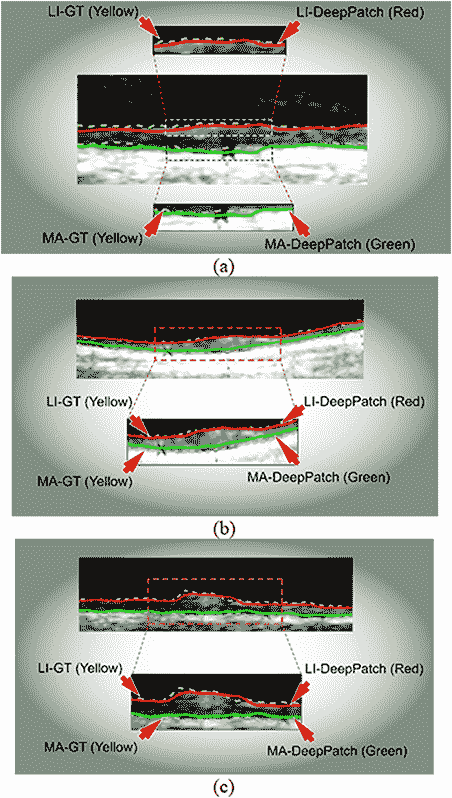 LI-GT (Yellow) LI-DeepPatch (Red)
MA-GT (Yellow) MA-DeepPatch (Green)
(a)
LI-GT (Yellow) LI-DeepPatch (Red)
MA-GT (Yellow) MA-DeepPatch (Green)
(b)
LI-GT (Yellow) LI-DeepPatch (Red)
MA-GT (Yellow) MA-DeepPatch (Green)
(c)